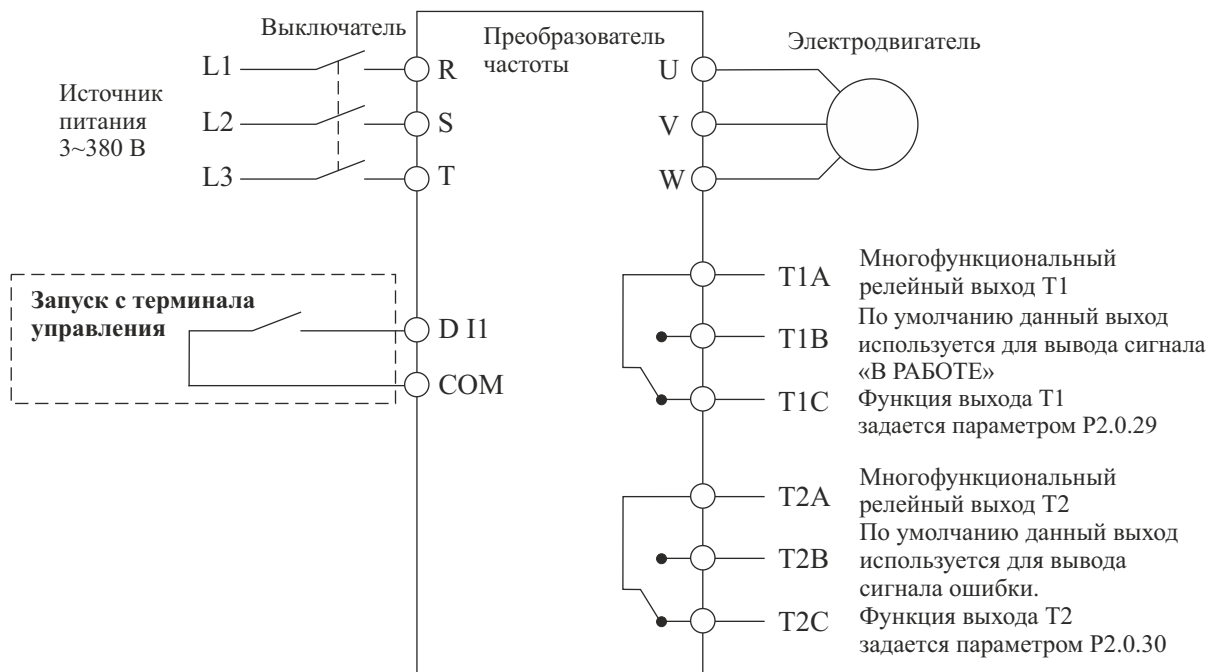 Выключатель
Преобразователь
частоты
Электродвигатель
Источник
питания
3~380 В
L1
R
U
L2
S
V
L3
T
W
Запуск с терминала
управления
D I1
COM
T1A
Многофункциональный
релейный выход T1
T1B
По умолчанию данный выход
используется для вывода сигнала
«В РАБОТЕ»
T1C
Функция выхода T1
задается параметром P2.0.29
T2A
Многофункциональный
релейный выход T2
T2B
По умолчанию данный выход
используется для вывода
сигнала ошибки.
T2C
Функция выхода T2
задается параметром P2.0.30